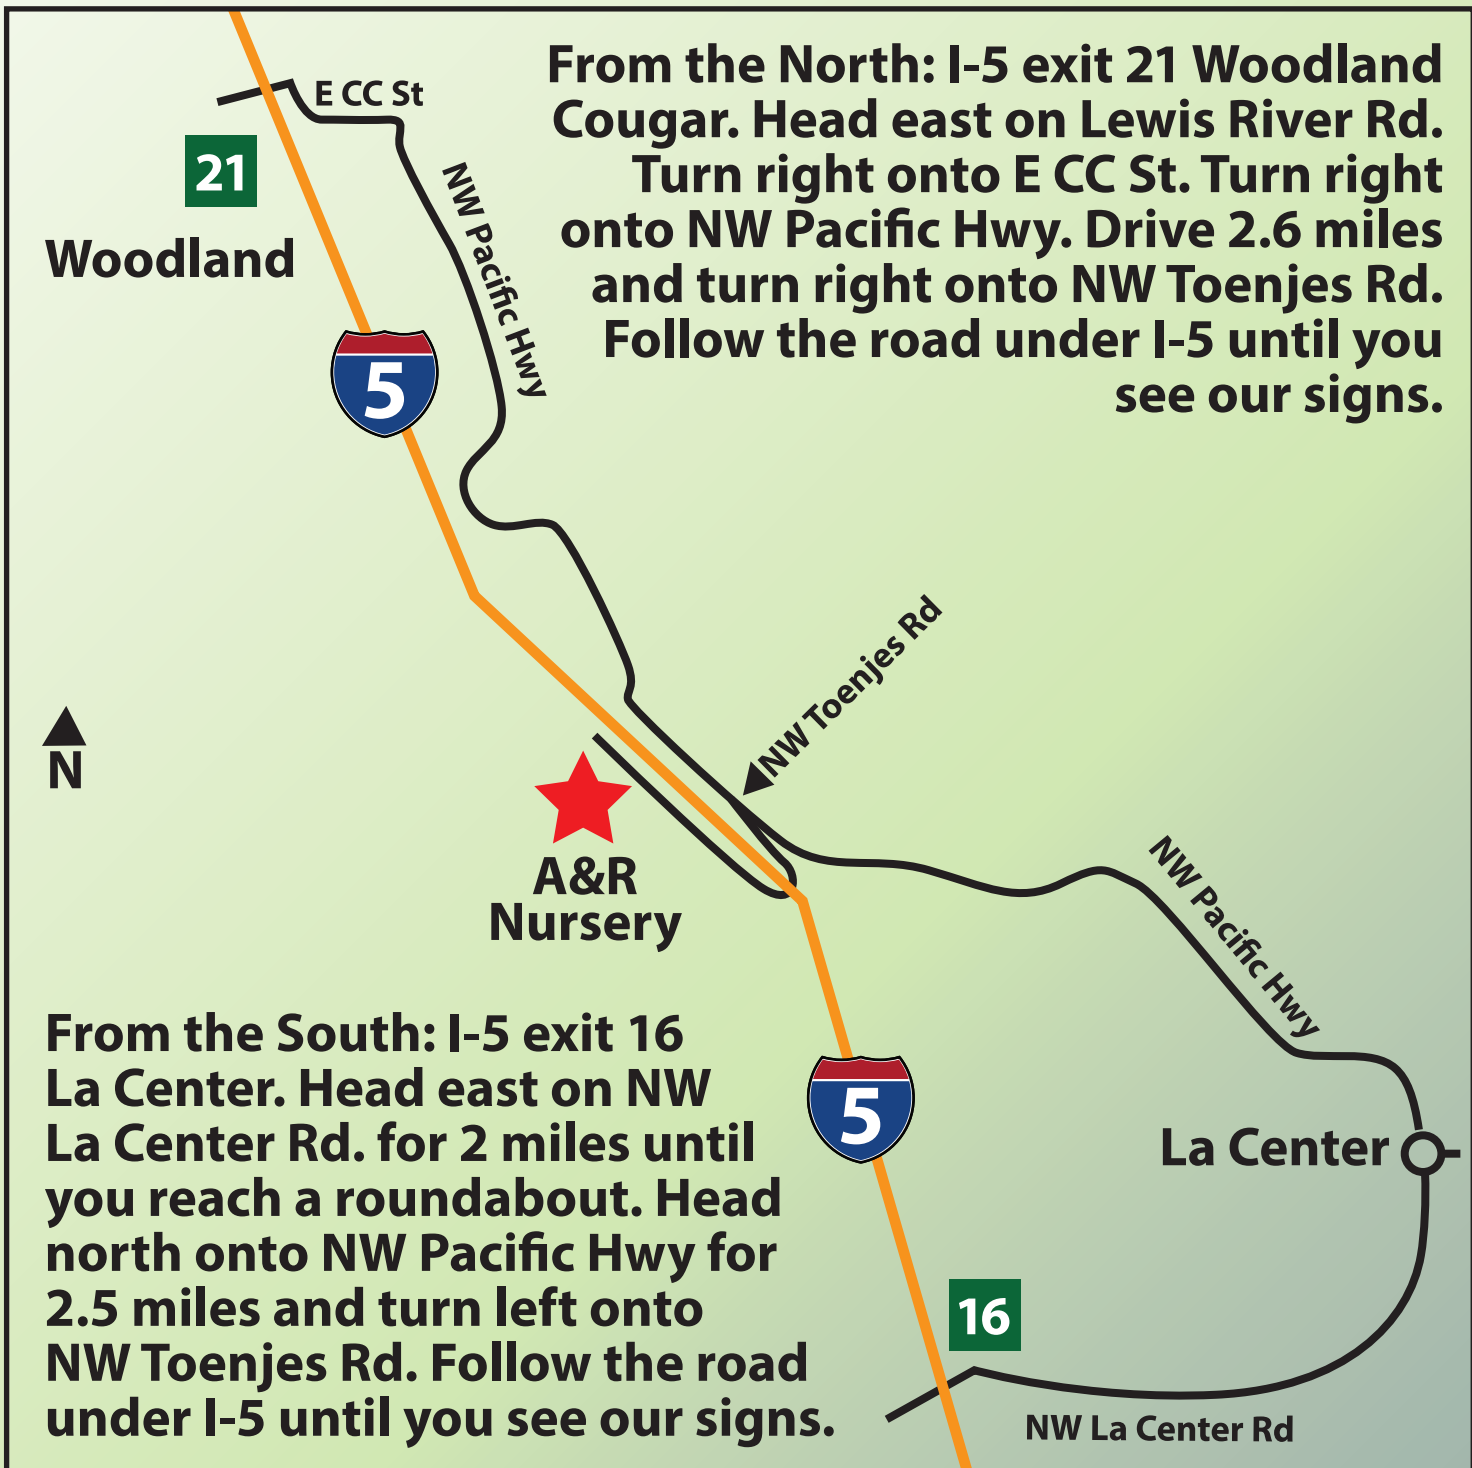 From the North: I-5 exit 21 Woodland
Cougar. Head east on Lewis River Rd.
Turn right onto E CC St. Turn right
onto NW Pacific Hwy. Drive 2.6 miles
and turn right onto NW Toenjes Rd.
Follow the road under I-5 until you
see our signs.
E CC St
21
Woodland
NW Pacific Hwy
5
NW Toenjes Rd
N
A&R
Nursery
NW Pacific Hwy
From the South: I-5 exit 16
La Center. Head east on NW
La Center Rd. for 2 miles until
you reach a roundabout. Head
north onto NW Pacific Hwy for
2.5 miles and turn left onto
NW Toenjes Rd. Follow the road
under I-5 until you see our signs.
5
La Center
16
NW La Center Rd